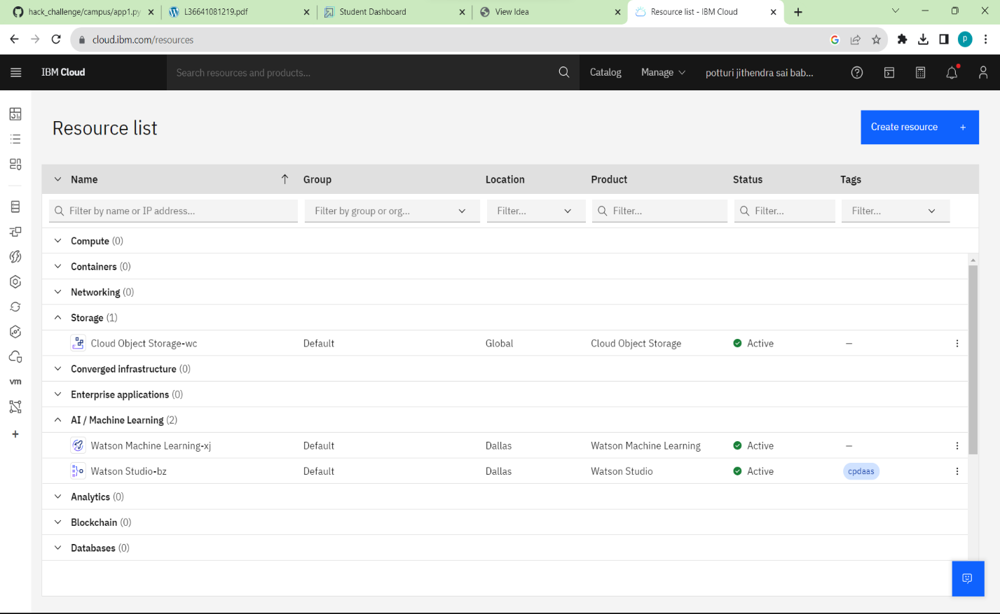 hack_challenge/campus/app1.py
L36641081219.pdf
Student Dashboard
View Idea
Resource list - IBM Cloud
cloud.ibm.com/resources
p
IBM Cloud
Search resources and products...
Catalog
Manage
potturi jithendra sai bab...
Resource list
Create resource +
Name
Group
Location
Product
Status
Tags
Filter by name or IP address...
Filter by group or org...
Filter...
Filter...
Filter...
Filter...
Compute (0)
Containers (0)
Networking (0)
Storage (1)
Cloud Object Storage-wc Default Global Cloud Object Storage Active –
Converged infrastructure (0)
Enterprise applications (0)
AI / Machine Learning (2)
Watson Machine Learning-xj Default Dallas Watson Machine Learning Active –
Watson Studio-bz Default Dallas Watson Studio Active cpdaas
Analytics (0)
Blockchain (0)
Databases (0)
vm